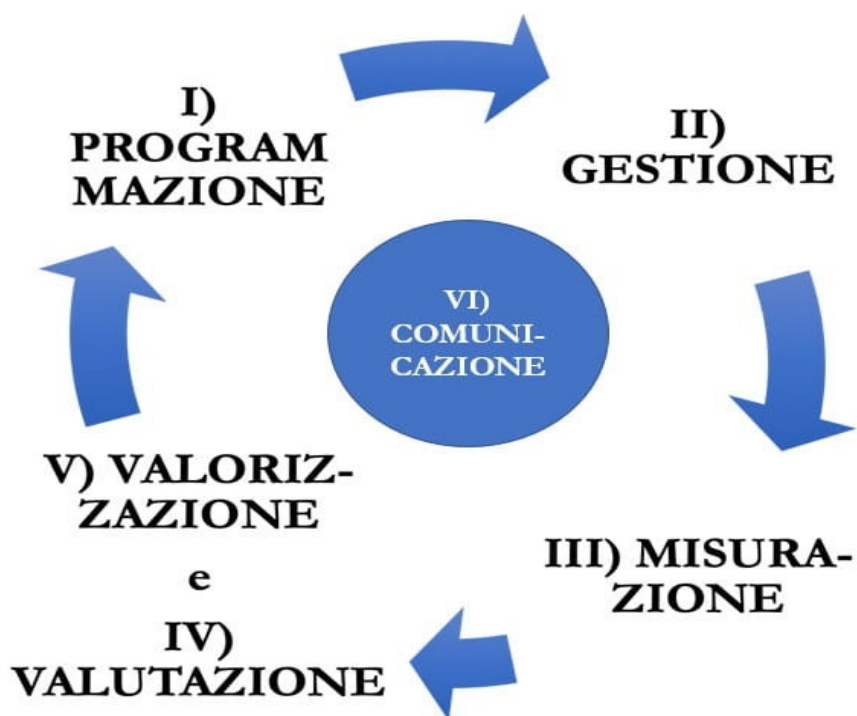 I)
PROGRAM
MAZIONE
II)
GESTIONE
VI)
COMUNI-
CAZIONE
III) MISURA-
ZIONE
V) VALORIZ-
ZAZIONE
e
IV)
VALUTAZIONE